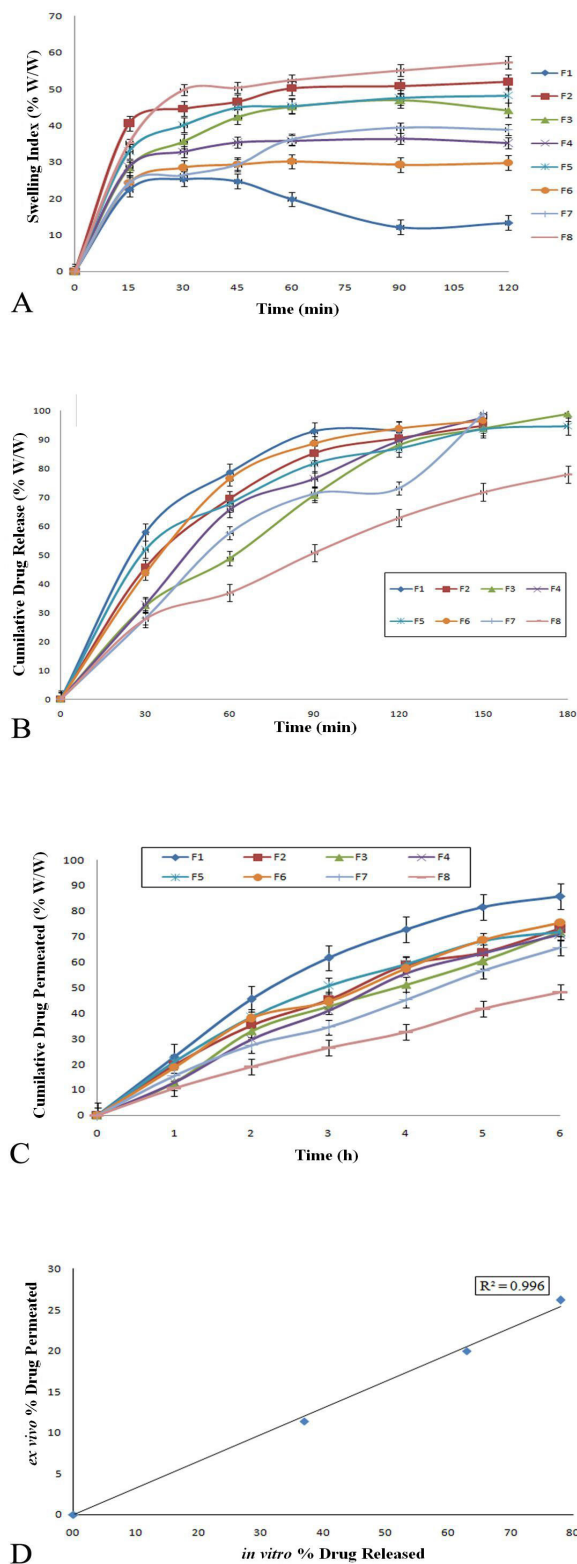 70
60
50
40
30
20
10
0
Swelling Index (% W/W)
0 15 30 45 60 75 90 105 120
Time (min)
F1
F2
F3
F4
F5
F6
F7
F8
A
100
90
80
70
60
50
40
30
20
10
0
Cumilative Drug Release (% W/W)
0 30 60 90 120 150 180
Time (min)
F1 F2 F3 F4
F5 F6 F7 F8
B
100
90
80
70
60
50
40
30
20
10
0
Cumilative Drug Permeated (% W/W)
0 1 2 3 4 5 6
Time (h)
F1 F2 F3 F4
F5 F6 F7 F8
C
30
25
20
15
10
5
0
ex vivo % Drug Permeated
R² = 0.996
00 10 20 30 40 50 60 70 80
in vitro % Drug Released
D